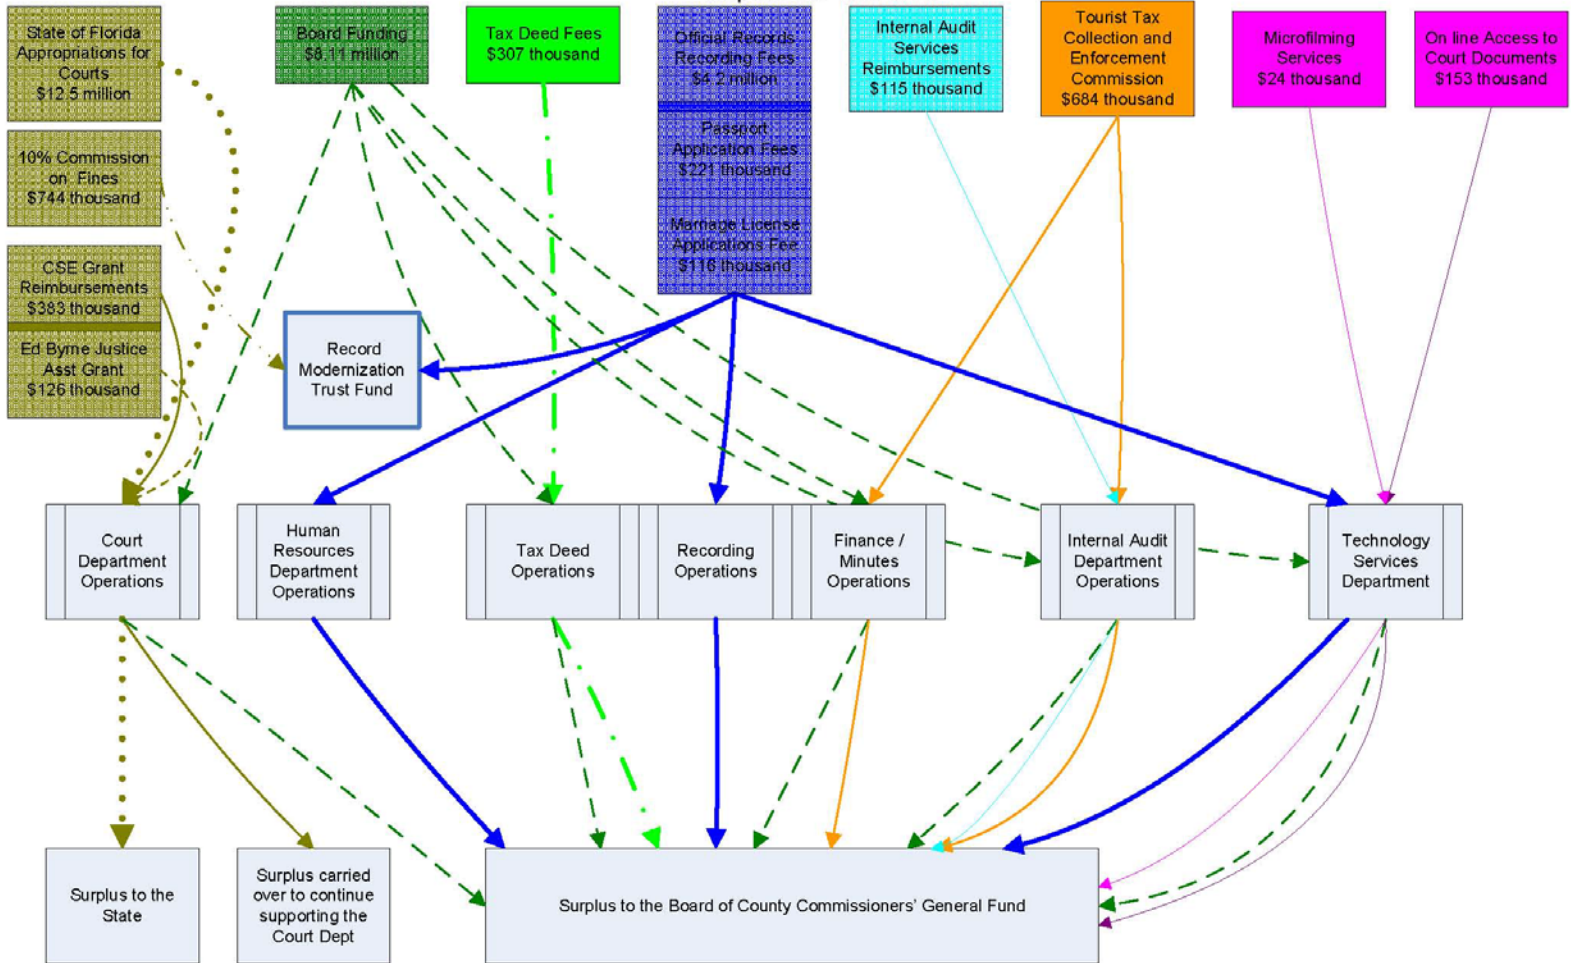 State of Florida
Appropriations for
Courts
$12.5 million
Board Funding
$8.11 million
Tax Deed Fees
$307 thousand
Official Records
Recording Fees
$4.2 million
Internal Audit
Services
Reimbursements
$115 thousand
Tourist Tax
Collection and
Enforcement
Commission
$684 thousand
Microfilming
Services
$24 thousand
On line Access to
Court Documents
$153 thousand
10% Commission
on Fines
$744 thousand
Passport
Application Fees
$221 thousand
Marriage License
Applications Fee
$116 thousand
CSE Grant
Reimbursements
$383 thousand
Ed Byrne Justice
Asst Grant
$126 thousand
Record
Modernization
Trust Fund
Court
Department
Operations
Human
Resources
Department
Operations
Tax Deed
Operations
Recording
Operations
Finance /
Minutes
Operations
Internal Audit
Department
Operations
Technology
Services
Department
Surplus to the
State
Surplus carried
over to continue
supporting the
Court Dept
Surplus to the Board of County Commissioners' General Fund